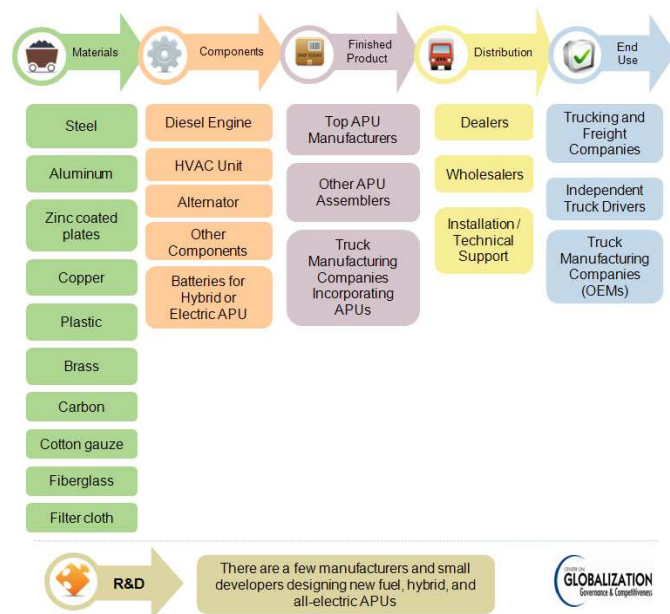 Materials
Components
Finished
Product
Distribution
End
Use
Steel
Aluminum
Zinc coated
plates
Copper
Plastic
Brass
Carbon
Cotton gauze
Fiberglass
Filter cloth
Diesel Engine
HVAC Unit
Alternator
Other
Components
Batteries for
Hybrid or
Electric APU
Top APU
Manufacturers
Other APU
Assemblers
Truck
Manufacturing
Companies
Incorporating
APUs
Dealers
Wholesalers
Installation /
Technical
Support
Trucking and
Freight
Companies
Independent
Truck Drivers
Truck
Manufacturing
Companies
(OEMs)
R&D
There are a few manufacturers and small
developers designing new fuel, hybrid, and
all-electric APUs
CENTER ON
GLOBALIZATION
Governance & Competitiveness